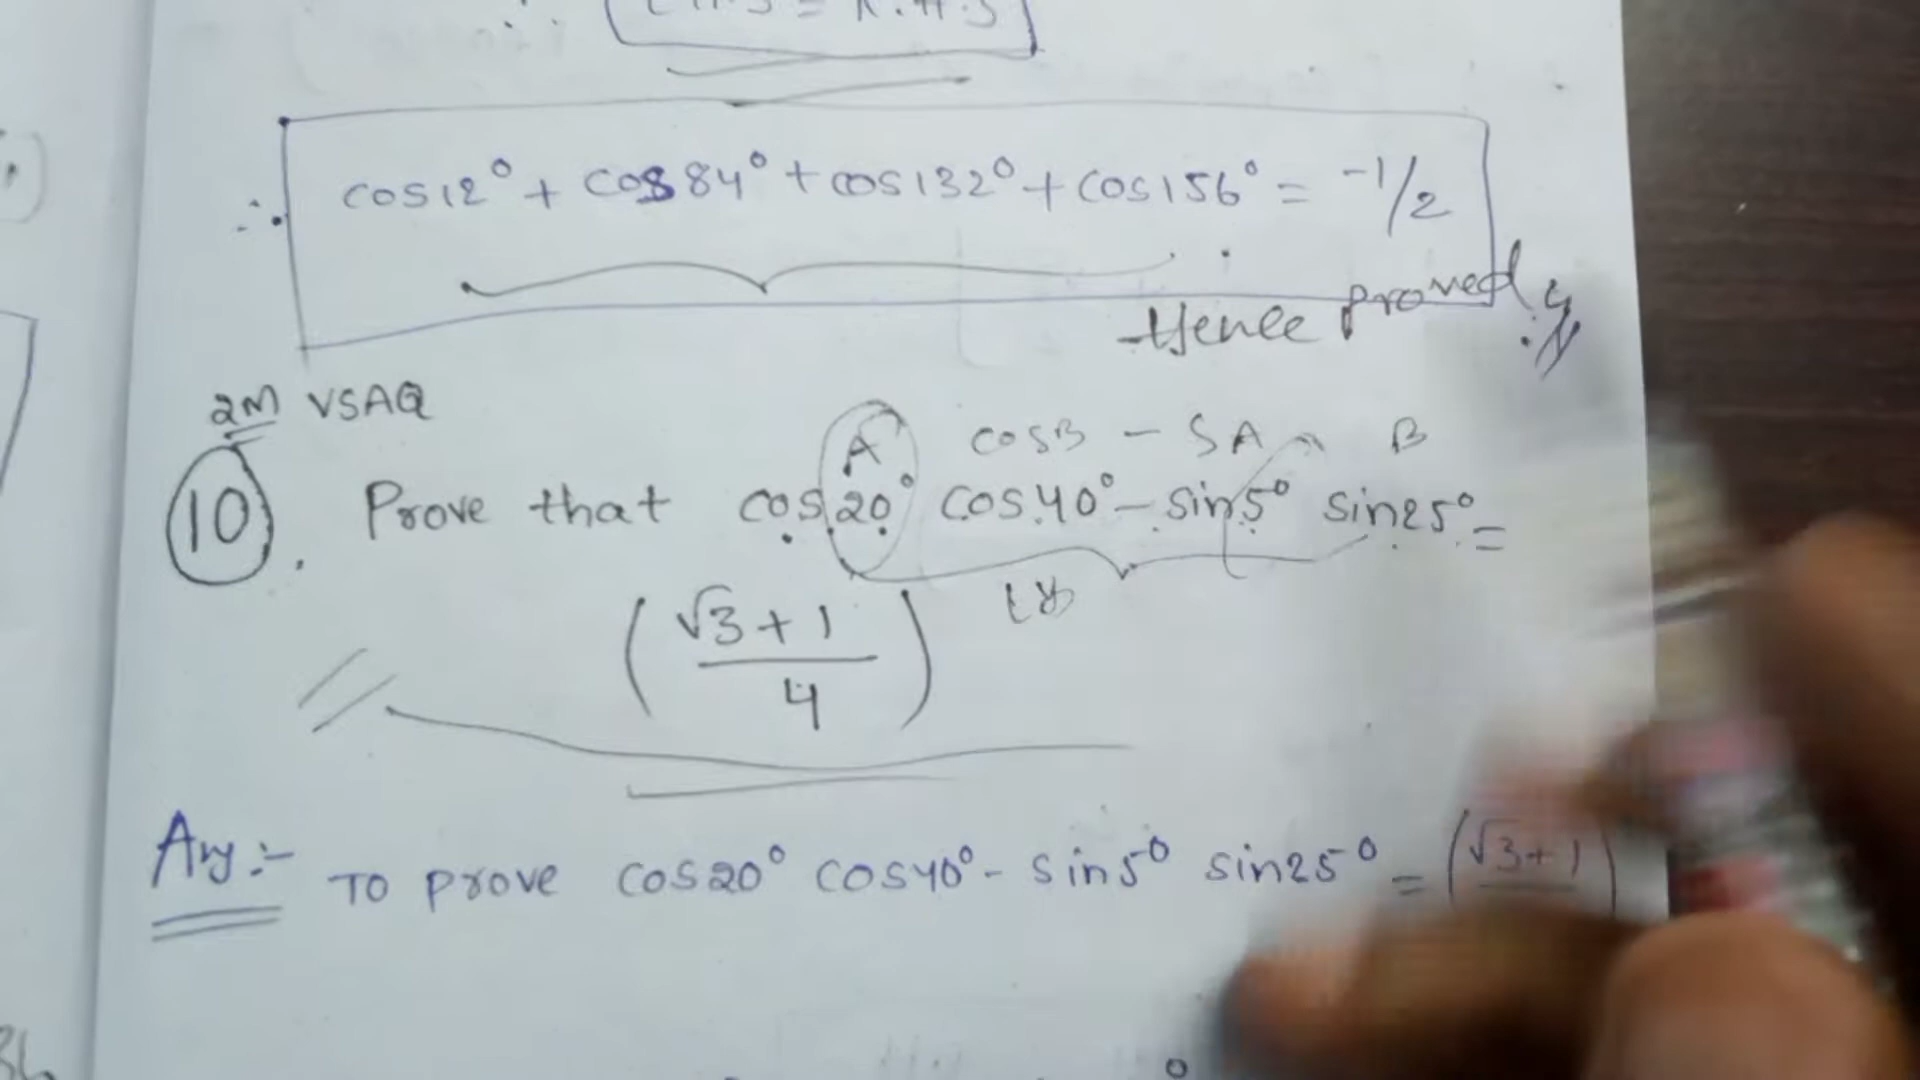 L.H.S = R.H.S
∴ cos12° + cos84° + cos132° + cos156° = -1/2
Hence proved
2M VSAQ
A cosB - SA B
10. Prove that cos20° cos40° - sin5° sin25° =
(√3+1/4)
Ans:- To prove cos20° cos40° - sin5° sin25° = (√3+1)